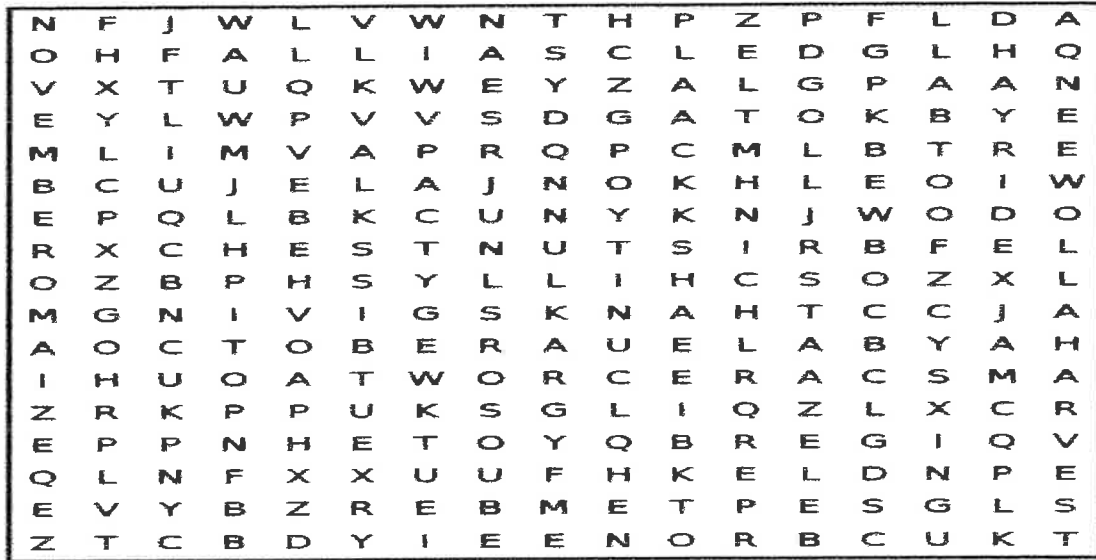 N F J W L V W N T H P Z P F L D A
O H F A L L I A S C L E D G L H Q
V X T U Q K W E Y Z A L G P A A N
E Y L W P V V S D G A T O K B Y E
M L I M V A P R Q P C M L B T R E
B C U J E L A J N O K H L E O I W
E P Q L B K C U N Y K N J W O D O
R X C H E S T N U T S I R B F E L
O Z B P H S Y L L I H C S O Z X L
M G N I V I G S K N A H T C C J A
A O C T O B E R A U E L A B Y A H
I H U O A T W O R C E R A C S M A
Z R K P P U K S G L I Q Z L X C R
E P P N H E T O Y Q B R E G I Q V
Q L N F X X U U F H K E L D N P E
E V Y B Z R E B M E T P E S G L S
Z T C B D Y I E E N O R B C U K T